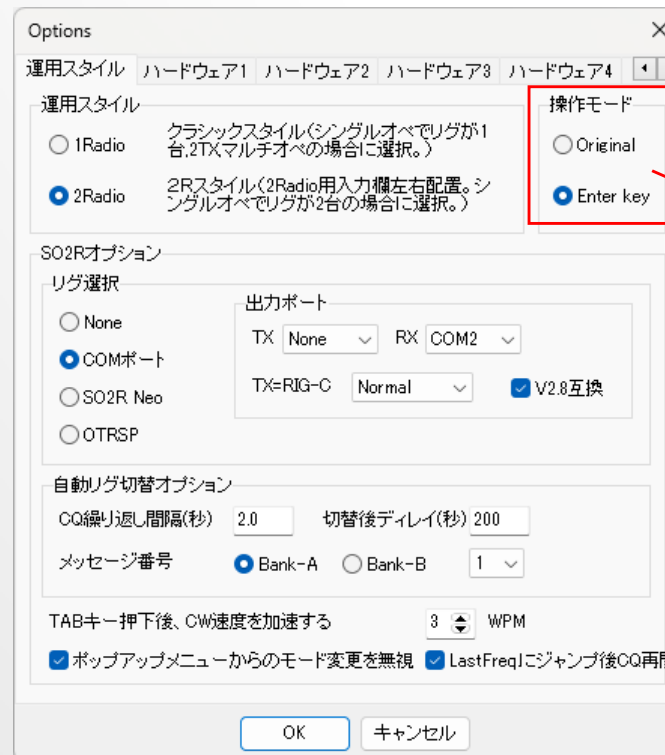 Options
運用スタイル ハードウェア1 ハードウェア2 ハードウェア3 ハードウェア4
運用スタイル
1Radio
クラシックスタイル(シングルオペでリグが1
台,2TXマルチオペの場合に選択。)
2Radio
2Rスタイル(2Radio用入力欄左右配置。シ
ングルオペでリグが2台の場合に選択。)
操作モード
Original
Enter key
SO2Rオプション
リグ選択
None
COMポート
SO2R Neo
OTRSP
出力ポート
TX None RX COM2
TX=RIG-C Normal V2.8互換
自動リグ切替オプション
CQ繰り返し間隔(秒) 2.0 切替後ディレイ(秒) 200
メッセージ番号 Bank-A Bank-B 1
TABキー押下後、CW速度を加速する 3 WPM
ポップアップメニューからのモード変更を無視 LastFreqにジャンプ後CQ再開
OK キャンセル